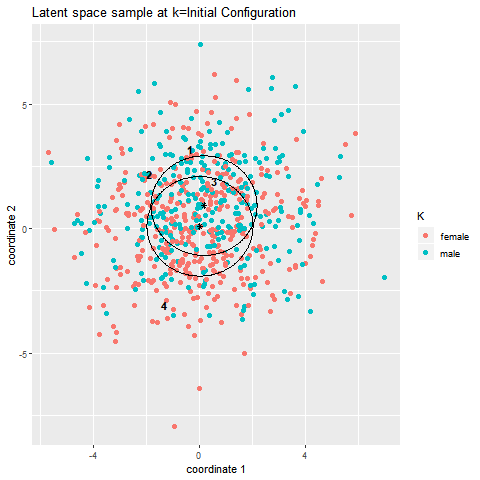 Latent space sample at k=Initial Configuration
coordinate 2
5
0
-5
1
2
3
4
*
*
-4
0
4
coordinate 1
K
female
male